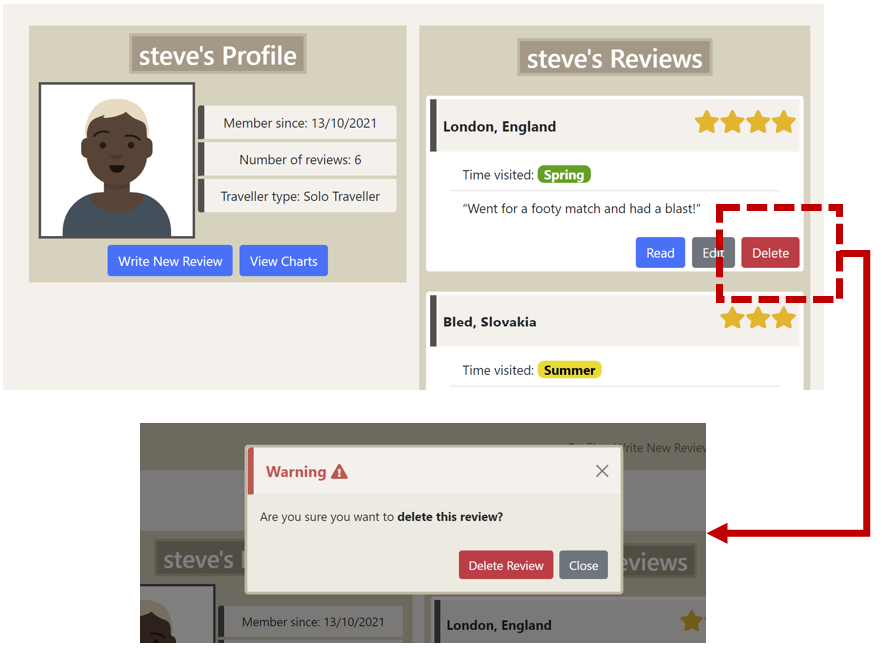 steve's Profile
Member since: 13/10/2021
Number of reviews: 6
Traveller type: Solo Traveller
Write New Review
View Charts
steve's Reviews
London, England
Time visited: Spring
“Went for a footy match and had a blast!”
Read
Edit
Delete
Bled, Slovakia
Time visited: Summer
Write New Review
Warning
Are you sure you want to delete this review?
Delete Review
Close
steve's
eviews
Member since: 13/10/2021
London, England